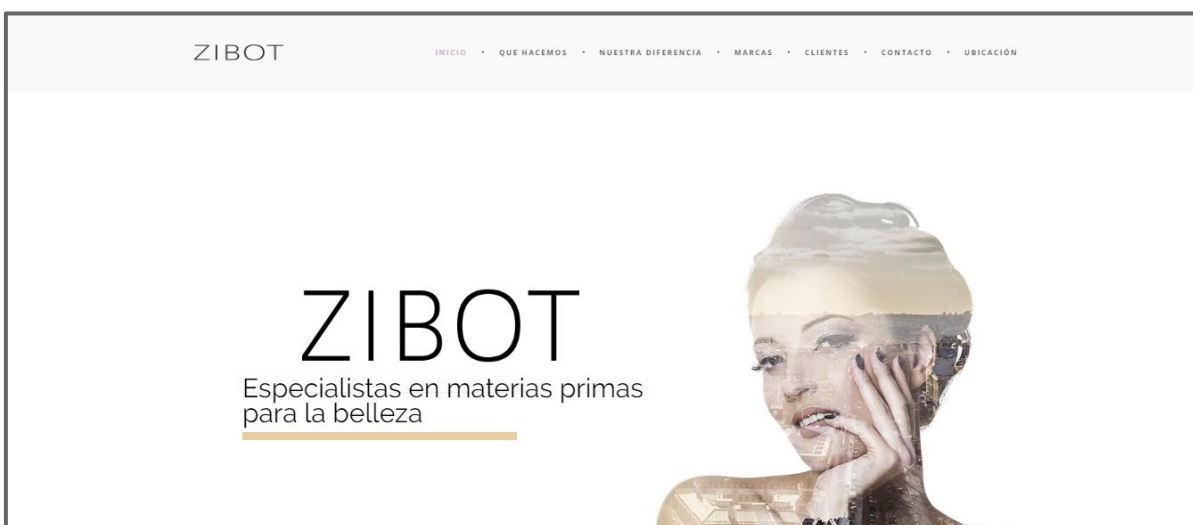 ZIBOT
INICIO • QUE HACEMOS • NUESTRA DIFERENCIA • MARCAS • CLIENTES • CONTACTO • UBICACIÓN
ZIBOT
Especialistas en materias primas
para la belleza